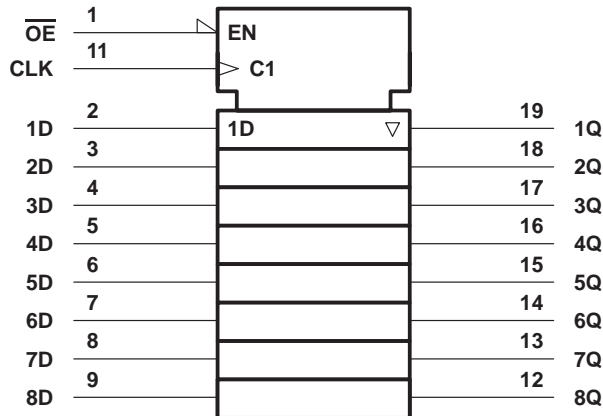 1
OE EN
11
CLK C1
2 19
1D 1D 1Q
3 18
2D 2Q
4 17
3D 3Q
5 16
4D 4Q
6 15
5D 5Q
7 14
6D 6Q
8 13
7D 7Q
9 12
8D 8Q